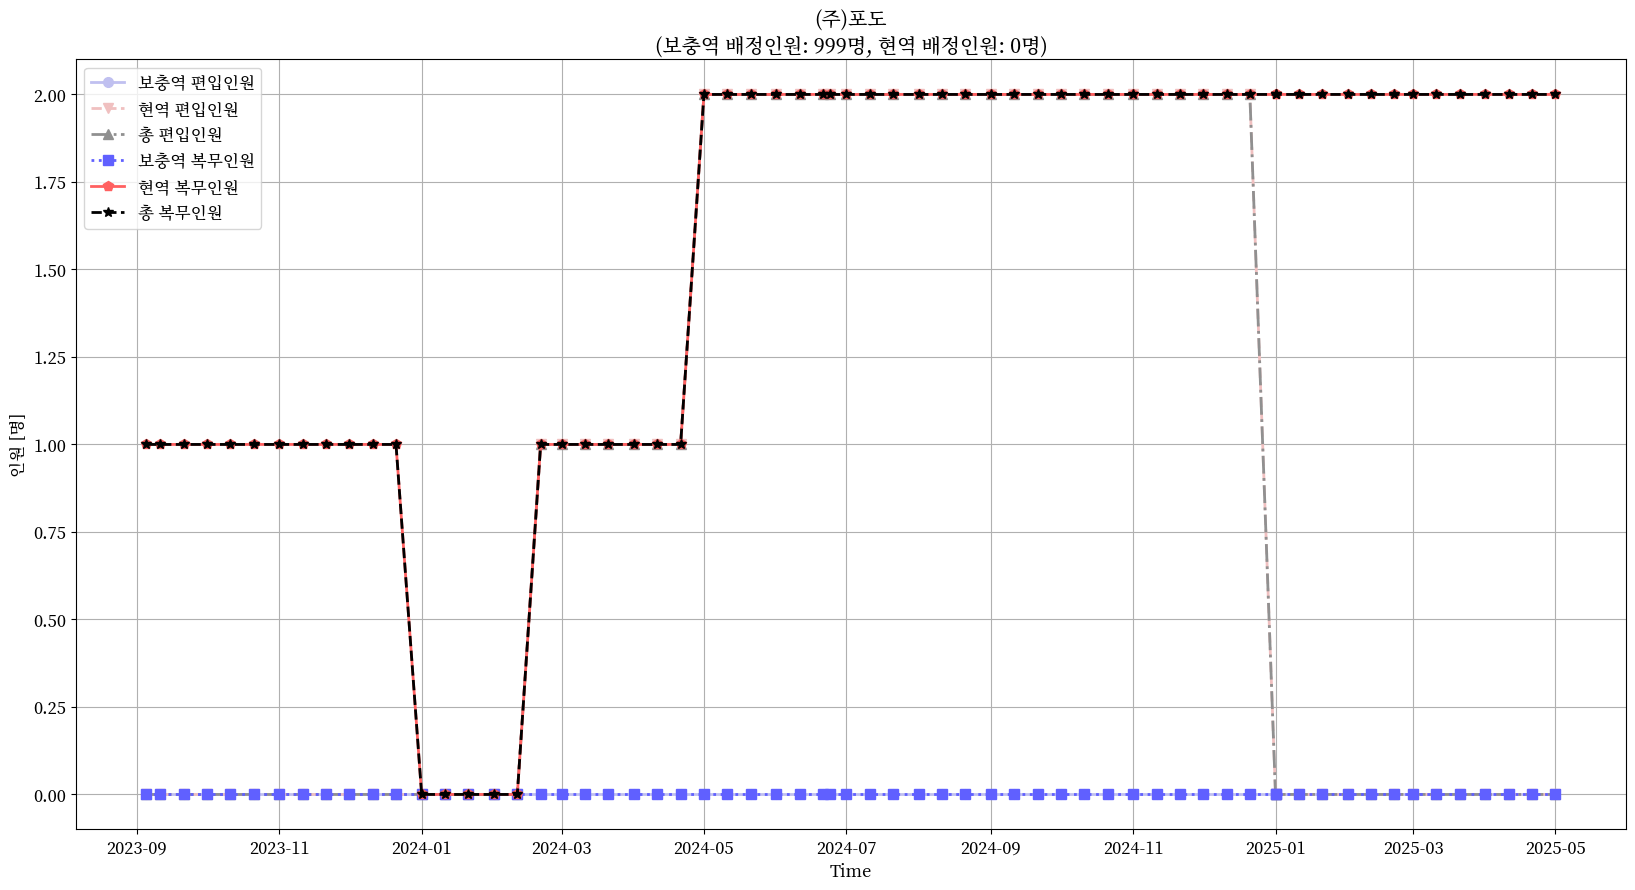 (주)포도
(보충역 배정인원: 999명, 현역 배정인원: 0명)
보충역 편입인원
현역 편입인원
총 편입인원
보충역 복무인원
현역 복무인원
총 복무인원
2.00
1.75
1.50
1.25
1.00
0.75
0.50
0.25
0.00
인원 [명]
2023-09 2023-11 2024-01 2024-03 2024-05 2024-07 2024-09 2024-11 2025-01 2025-03 2025-05
Time